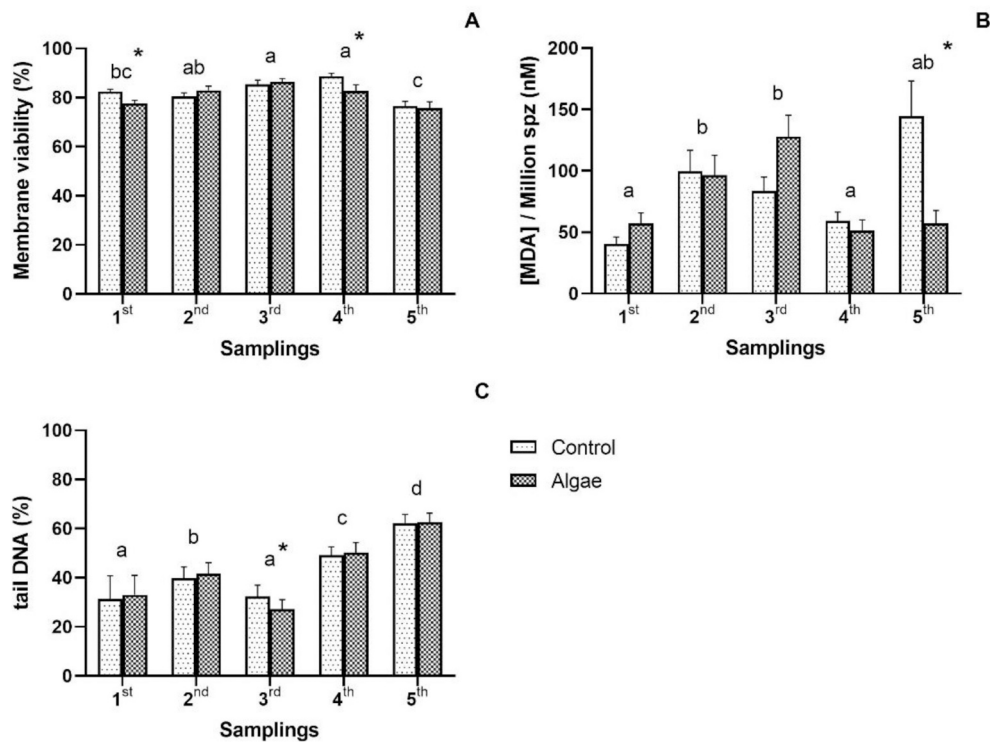 A
Membrane viability (%)
100
80
60
40
20
0
bc *
ab
a
a *
c
1st 2nd 3rd 4th 5th
Samplings
B
[MDA] / Million spz (nM)
200
150
100
50
0
a
b
b
a
ab *
1st 2nd 3rd 4th 5th
Samplings
C
tail DNA (%)
100
80
60
40
20
0
a
b
a *
c
d
1st 2nd 3rd 4th 5th
Samplings
Control
Algae